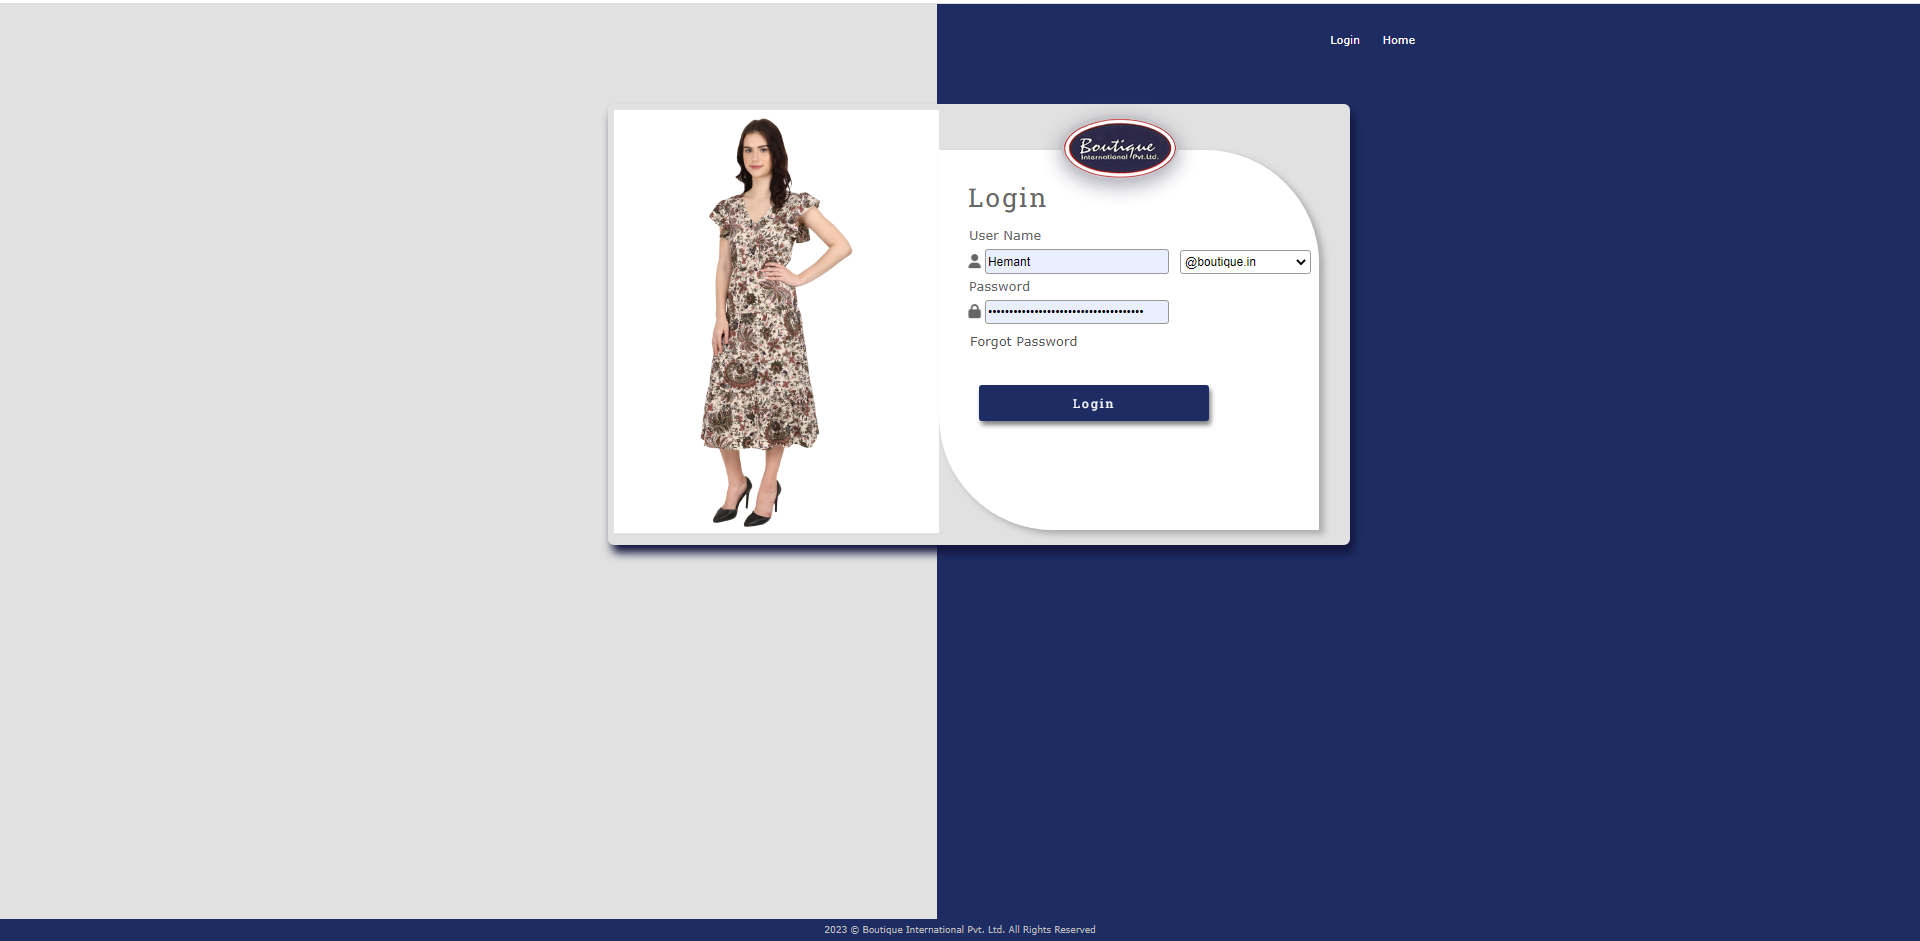 Login Home
Boutique
International Pvt.Ltd.
Login
User Name
Hemant @boutique.in
Password
•••••••••••••••••••••••••••••••••••••
Forgot Password
Login
2023 © Boutique International Pvt. Ltd. All Rights Reserved